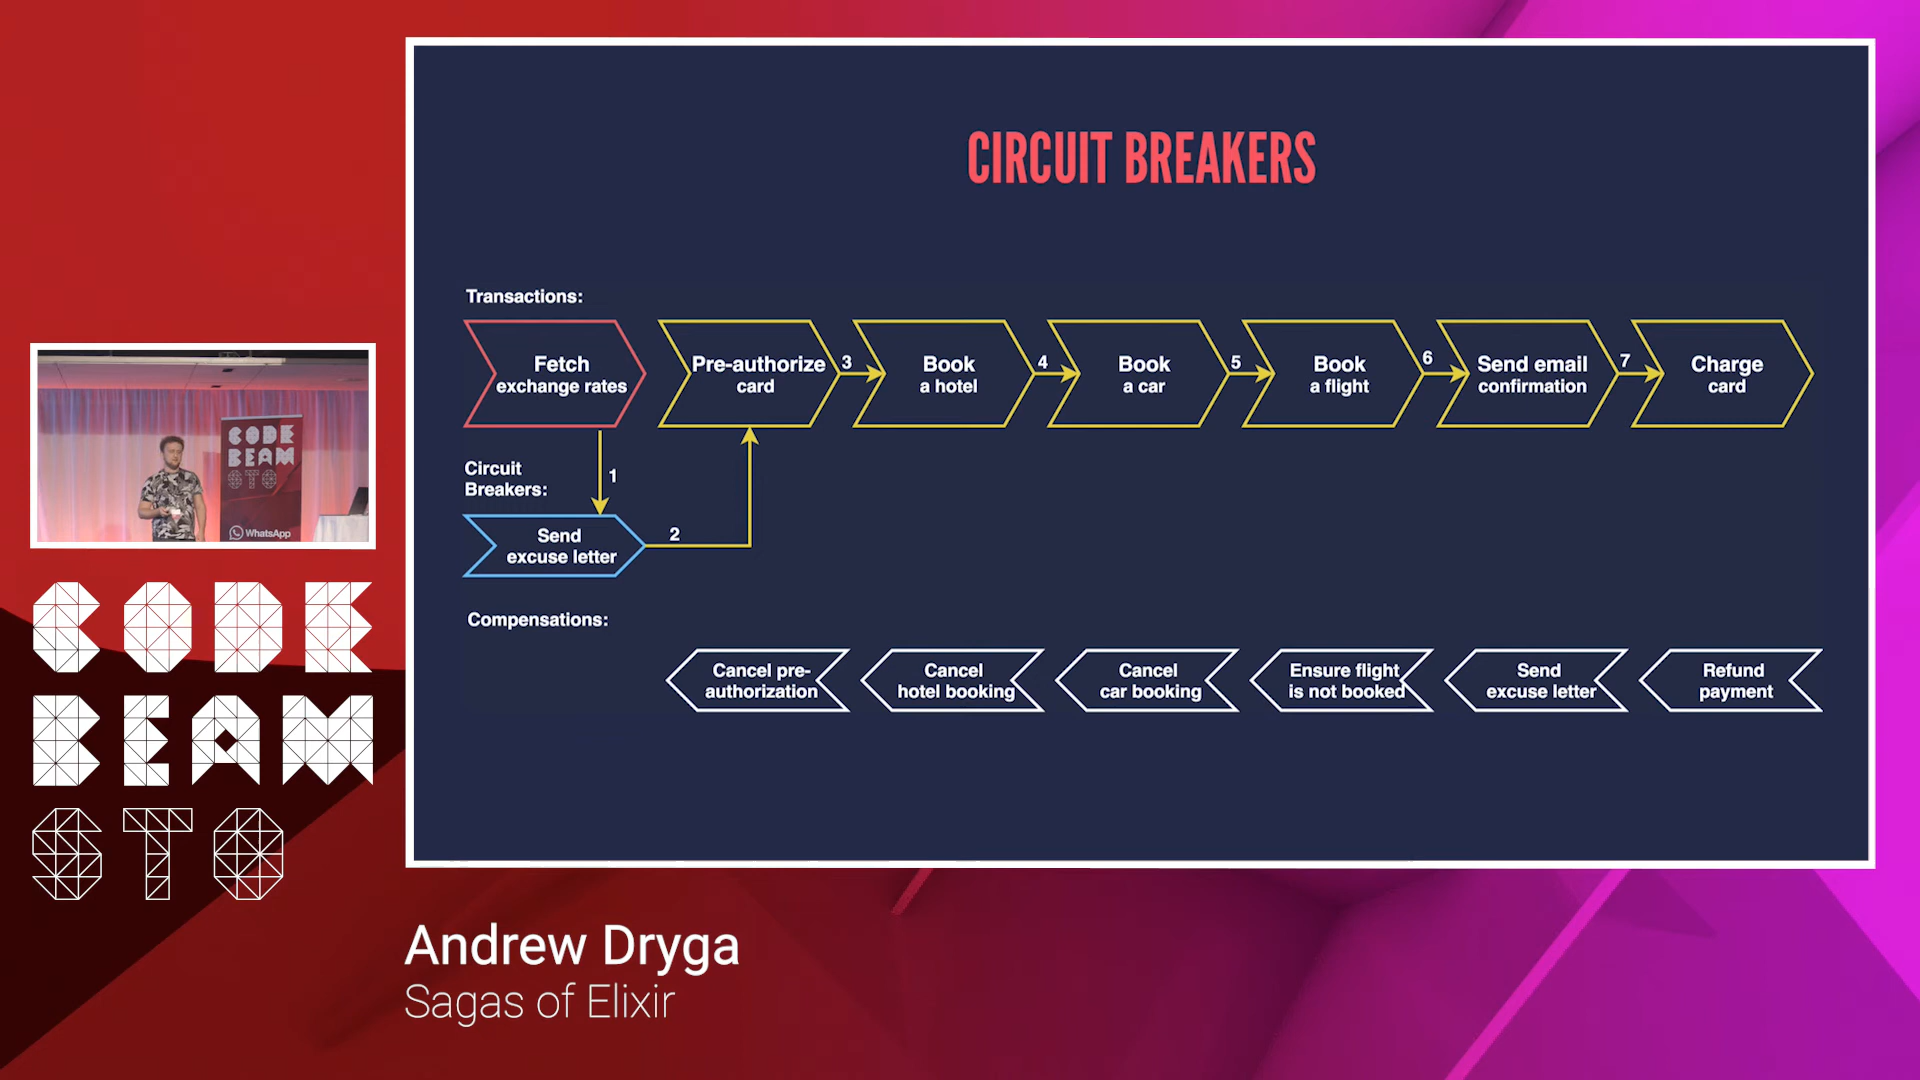 CIRCUIT BREAKERS
Transactions:
Fetch
exchange rates
Pre-authorize
card
3
Book
a hotel
4
Book
a car
5
Book
a flight
6
Send email
confirmation
7
Charge
card
Circuit
Breakers:
1
Send
excuse letter
2
Compensations:
Cancel pre-
authorization
Cancel
hotel booking
Cancel
car booking
Ensure flight
is not booked
Send
excuse letter
Refund
payment
CODE
BEAM
STO
WhatsApp
CODE
BEAM
STO
Andrew Dryga
Sagas of Elixir